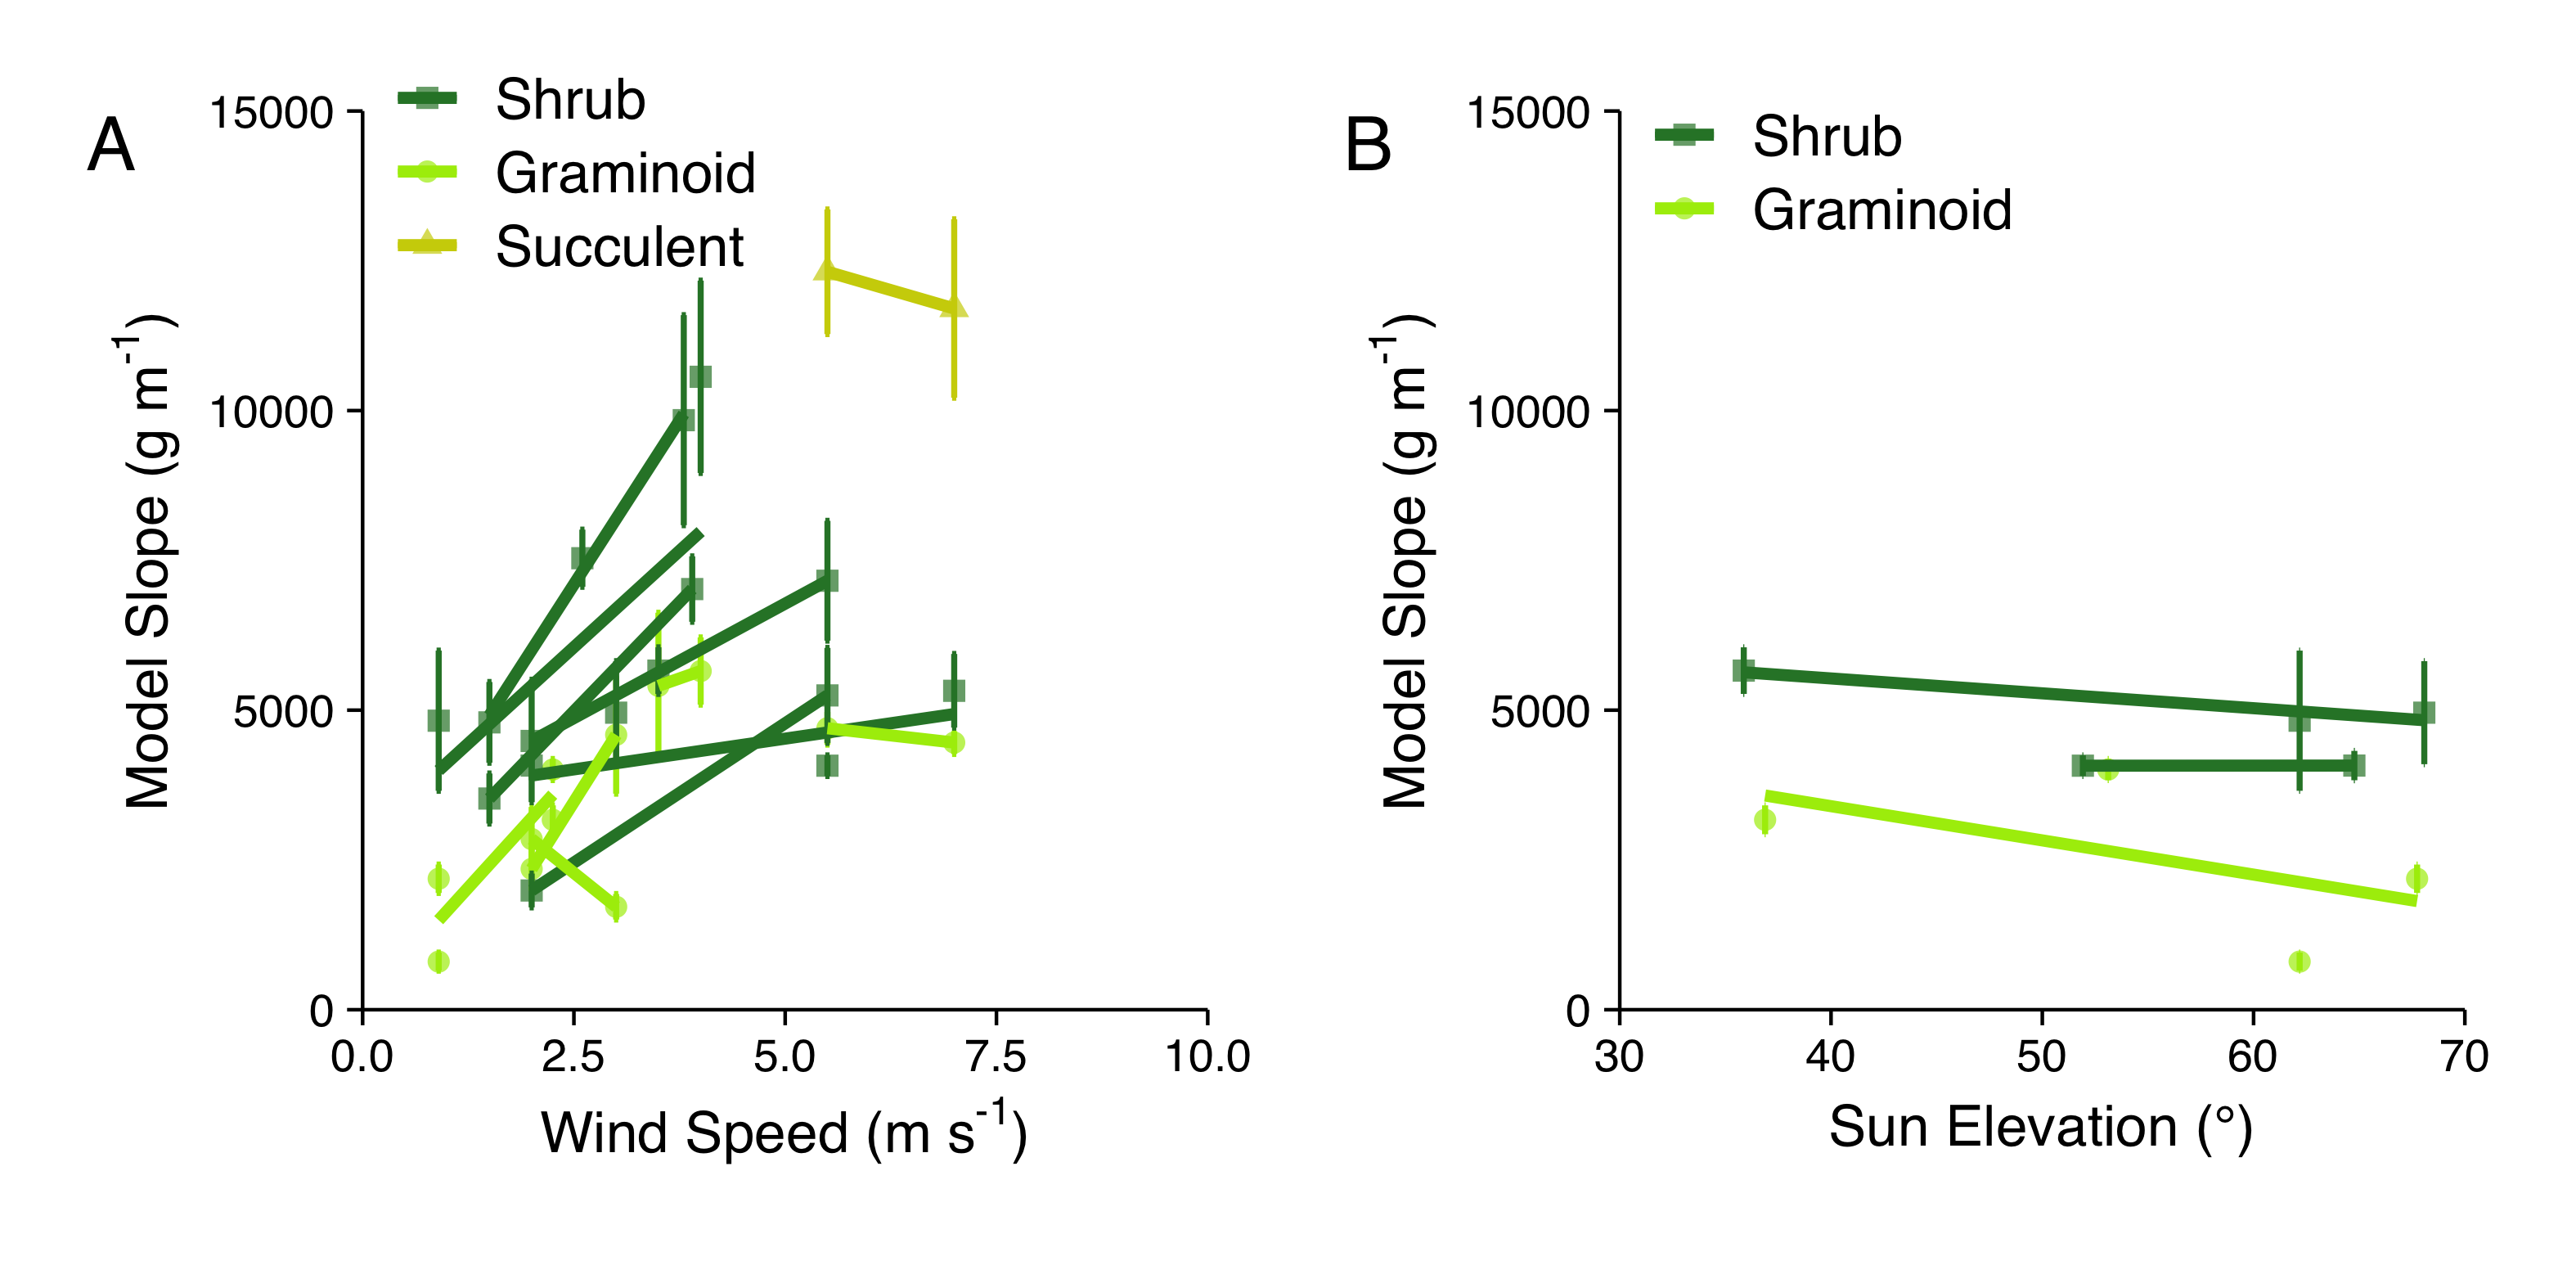 A
Shrub
Graminoid
Succulent
15000
10000
5000
0
Model Slope (g m⁻¹)
0.0 2.5 5.0 7.5 10.0
Wind Speed (m s⁻¹)
B
Shrub
Graminoid
15000
10000
5000
0
Model Slope (g m⁻¹)
30 40 50 60 70
Sun Elevation (°)